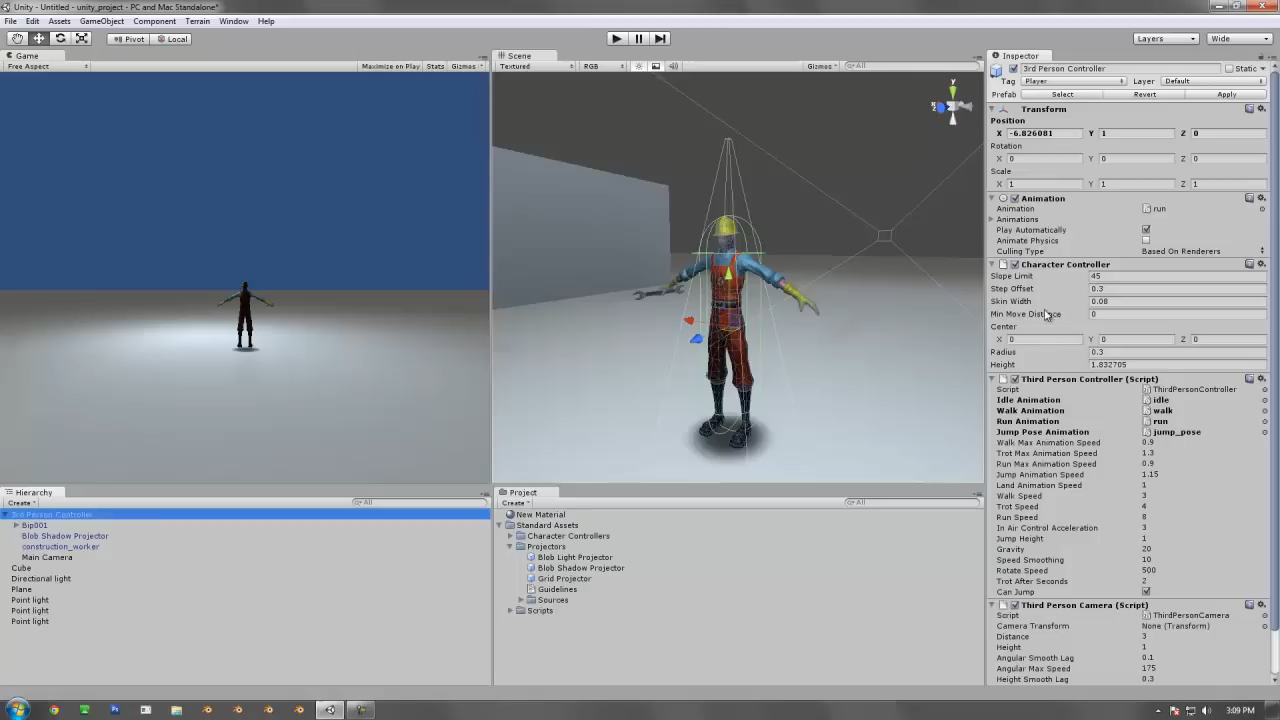 Unity - Untitled - unity_project - PC and Mac Standalone*
File Edit Assets GameObject Component Terrain Window Help
Pivot Local Layers Wide
Game
Free Aspect Maximize on Play Stats Gizmos
Scene
Textured RGB Gizmos All
Inspector
3rd Person Controller Static
Tag Player Layer Default
Prefab Select Revert Apply
Transform
Position
X -6.826081 Y 1 Z 0
Rotation
X 0 Y 0 Z 0
Scale
X 1 Y 1 Z 1
Animation
Animation run
Animations
Play Automatically
Animate Physics
Culling Type Based On Renderers
Character Controller
Slope Limit 45
Step Offset 0.3
Skin Width 0.08
Min Move Distance 0
Center
X 0 Y 0 Z 0
Radius 0.3
Height 1.832705
Third Person Controller (Script)
Script ThirdPersonController
Idle Animation idle
Walk Animation walk
Run Animation run
Jump Pose Animation jump_pose
Walk Max Animation Speed 0.9
Trot Max Animation Speed 1.3
Run Max Animation Speed 0.9
Jump Animation Speed 1.15
Land Animation Speed 1
Walk Speed 3
Trot Speed 4
Run Speed 8
In Air Control Acceleration 3
Jump Height 1
Gravity 20
Speed Smoothing 10
Rotate Speed 500
Trot After Seconds 2
Can Jump
Third Person Camera (Script)
Script ThirdPersonCamera
Camera Transform None (Transform)
Distance 3
Height 1
Angular Smooth Lag 0.1
Angular Max Speed 175
Height Smooth Lag 0.3
Hierarchy
Create All
3rd Person Controller
Bip001
Blob Shadow Projector
construction_worker
Main Camera
Cube
Directional light
Plane
Point light
Point light
Point light
Project
Create All
New Material
Standard Assets
Character Controllers
Projectors
Blob Light Projector
Blob Shadow Projector
Grid Projector
Guidelines
Sources
Scripts
3:09 PM